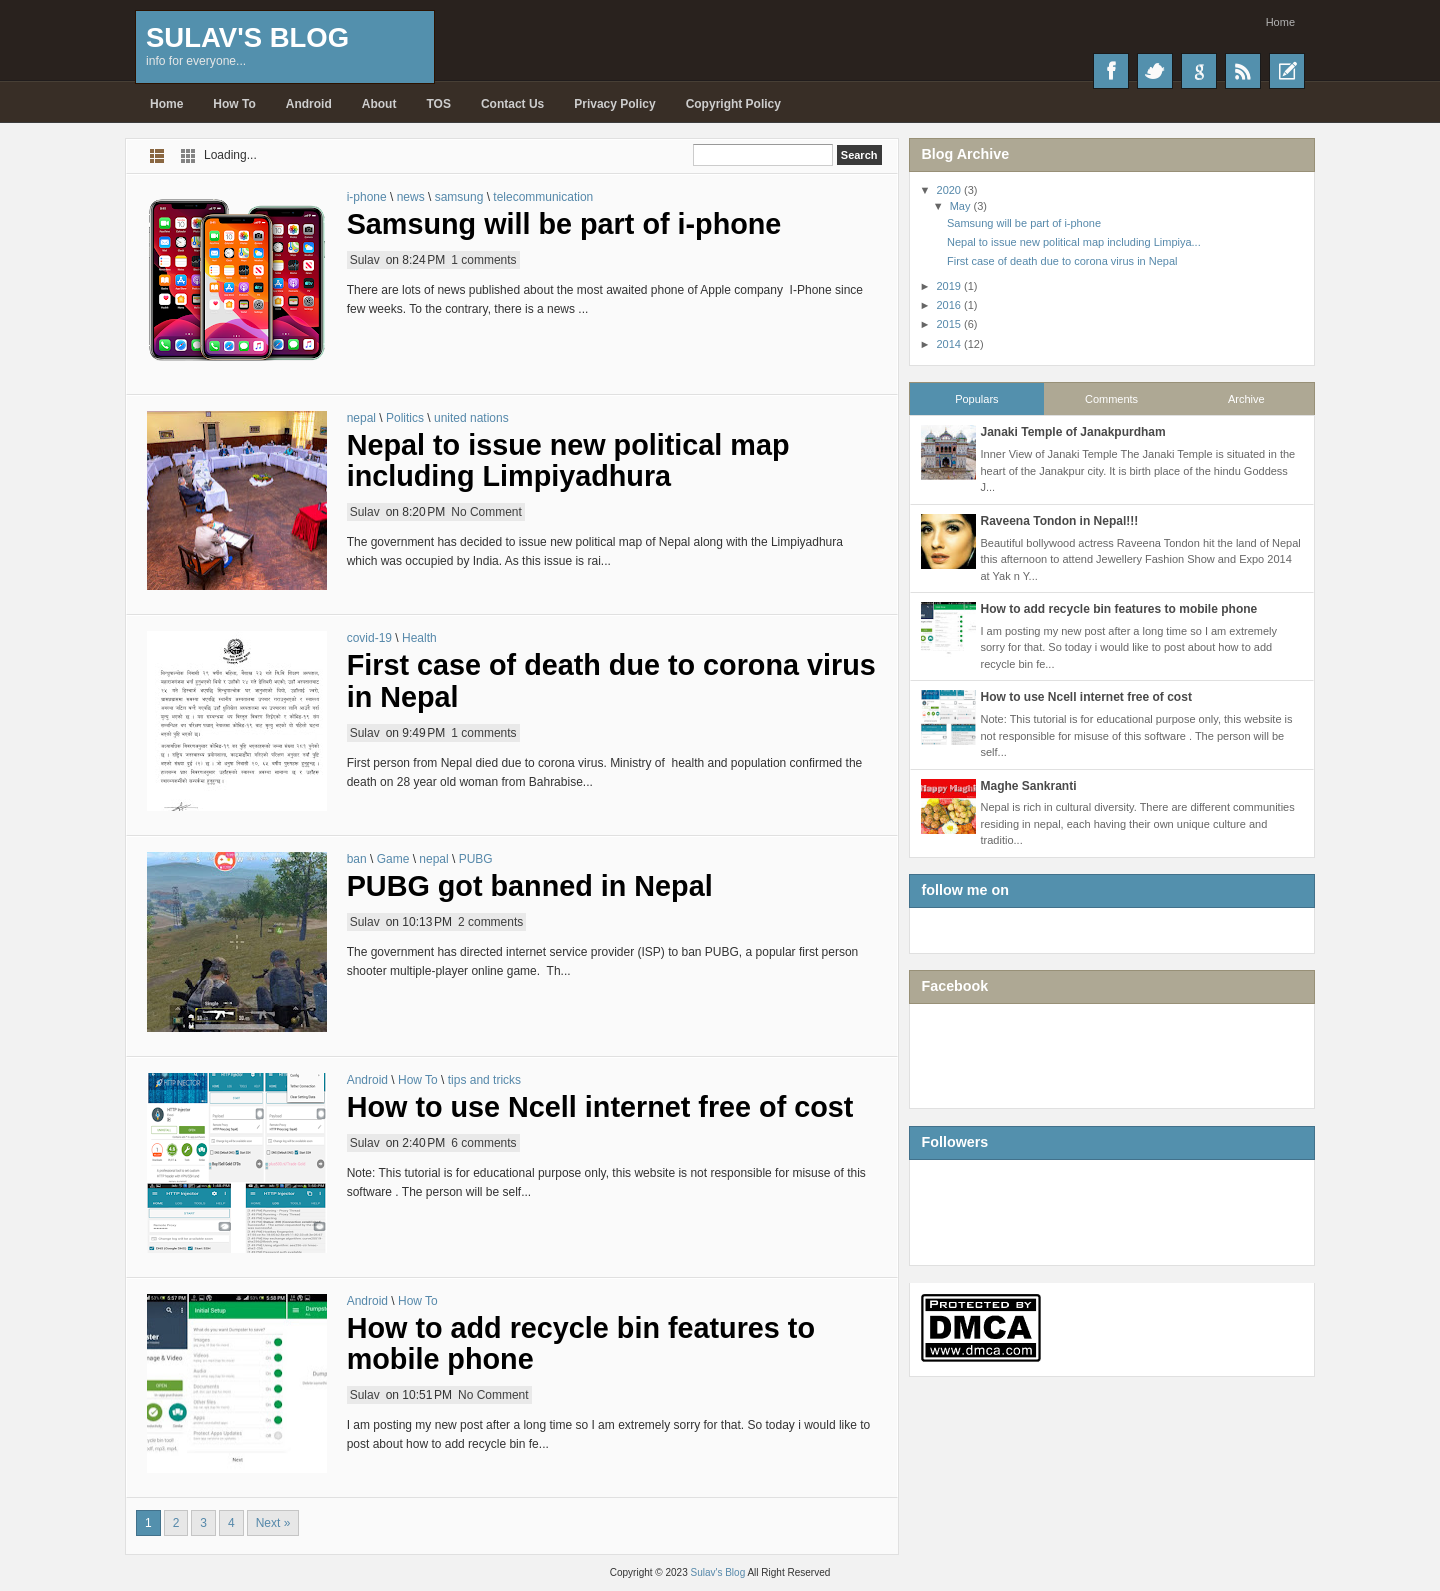 SULAV'S BLOG
info for everyone...
Home
Home How To Android About TOS Contact Us Privacy Policy Copyright Policy
Loading...
Search
i-phone \ news \ samsung \ telecommunication
Samsung will be part of i-phone
Sulav on 8:24 PM 1 comments
There are lots of news published about the most awaited phone of Apple company I-Phone since
few weeks. To the contrary, there is a news ...
nepal \ Politics \ united nations
Nepal to issue new political map
including Limpiyadhura
Sulav on 8:20 PM No Comment
The government has decided to issue new political map of Nepal along with the Limpiyadhura
which was occupied by India. As this issue is rai...
covid-19 \ Health
First case of death due to corona virus
in Nepal
Sulav on 9:49 PM 1 comments
First person from Nepal died due to corona virus. Ministry of health and population confirmed the
death on 28 year old woman from Bahrabise...
ban \ Game \ nepal \ PUBG
PUBG got banned in Nepal
Sulav on 10:13 PM 2 comments
The government has directed internet service provider (ISP) to ban PUBG, a popular first person
shooter multiple-player online game. Th...
Android \ How To \ tips and tricks
How to use Ncell internet free of cost
Sulav on 2:40 PM 6 comments
Note: This tutorial is for educational purpose only, this website is not responsible for misuse of this
software . The person will be self...
Android \ How To
How to add recycle bin features to
mobile phone
Sulav on 10:51 PM No Comment
I am posting my new post after a long time so I am extremely sorry for that. So today i would like to
post about how to add recycle bin fe...
1 2 3 4 Next »
Blog Archive
▼ 2020 (3)
▼ May (3)
Samsung will be part of i-phone
Nepal to issue new political map including Limpiya...
First case of death due to corona virus in Nepal
► 2019 (1)
► 2016 (1)
► 2015 (6)
► 2014 (12)
Populars Comments Archive
Janaki Temple of Janakpurdham
Inner View of Janaki Temple The Janaki Temple is situated in the
heart of the Janakpur city. It is birth place of the hindu Goddess
J...
Raveena Tondon in Nepal!!!
Beautiful bollywood actress Raveena Tondon hit the land of Nepal
this afternoon to attend Jewellery Fashion Show and Expo 2014
at Yak n Y...
How to add recycle bin features to mobile phone
I am posting my new post after a long time so I am extremely
sorry for that. So today i would like to post about how to add
recycle bin fe...
How to use Ncell internet free of cost
Note: This tutorial is for educational purpose only, this website is
not responsible for misuse of this software . The person will be
self...
Happy Maghi
Maghe Sankranti
Nepal is rich in cultural diversity. There are different communities
residing in nepal, each having their own unique culture and
traditio...
follow me on
Facebook
Followers
PROTECTED BY
DMCA
www.dmca.com
Copyright © 2023 Sulav's Blog All Right Reserved